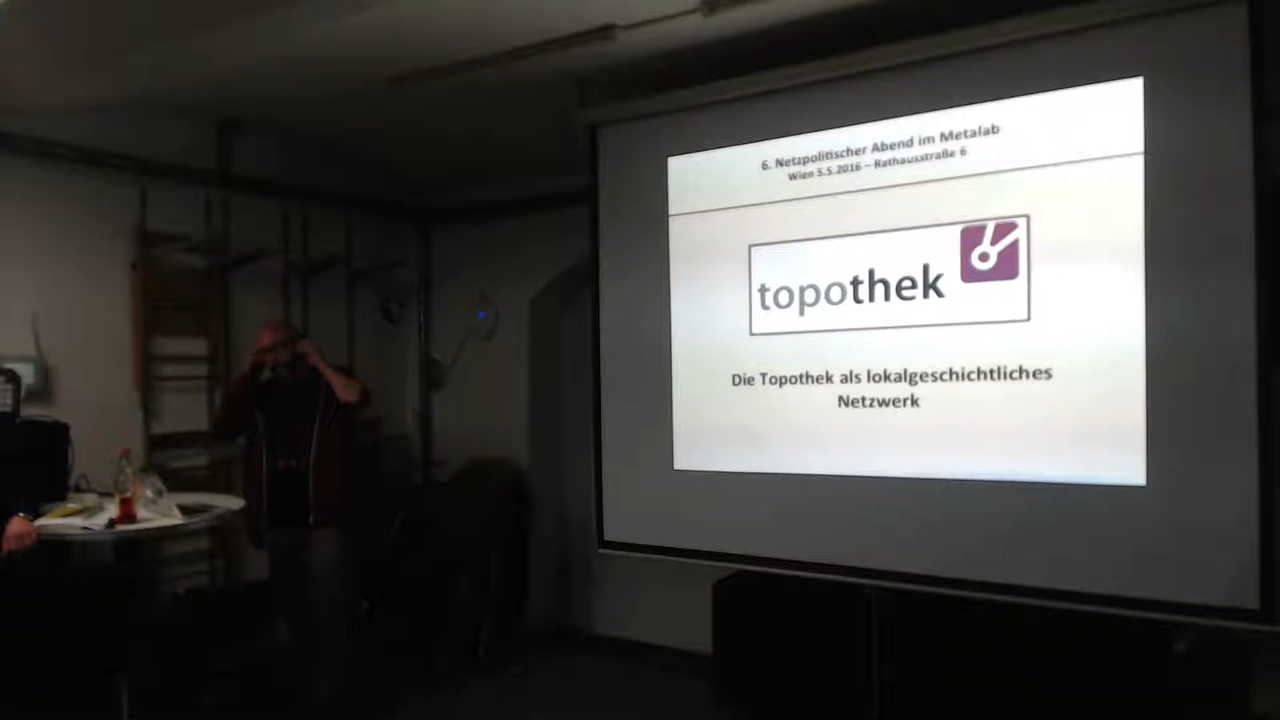 6. Netzpolitischer Abend im Metalab
Wien 5.5.2016 – Rathausstraße 6
topothek
Die Topothek als lokalgeschichtliches
Netzwerk